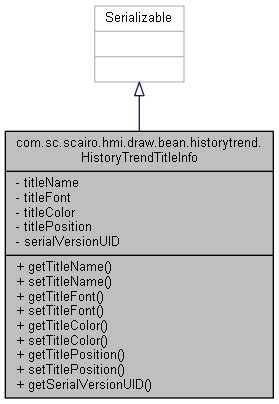 Serializable
com.sc.scairo.hmi.draw.bean.historytrend.
HistoryTrendTitleInfo
- titleName
- titleFont
- titleColor
- titlePosition
- serialVersionUID
+ getTitleName()
+ setTitleName()
+ getTitleFont()
+ setTitleFont()
+ getTitleColor()
+ setTitleColor()
+ getTitlePosition()
+ setTitlePosition()
+ getSerialVersionUID()